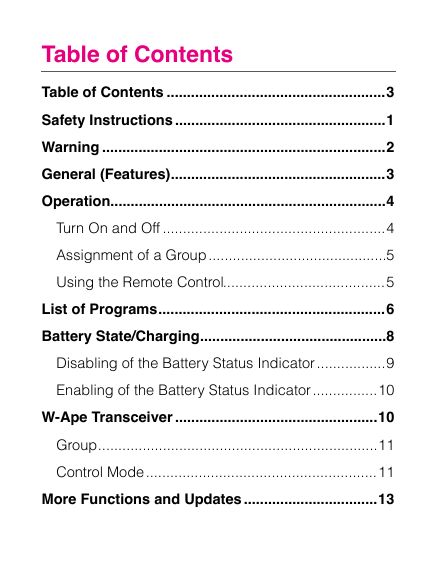 Table of Contents
Table of Contents ......................................................3
Safety Instructions....................................................1
Warning ......................................................................2
General (Features).....................................................3
Operation....................................................................4
Turn On and Off.......................................................4
Assignment of a Group............................................5
Using the Remote Control........................................5
List of Programs........................................................6
Battery State/Charging..............................................8
Disabling of the Battery Status Indicator.................9
Enabling of the Battery Status Indicator................10
W-Ape Transceiver ..................................................10
Group.....................................................................11
Control Mode.........................................................11
More Functions and Updates .................................13